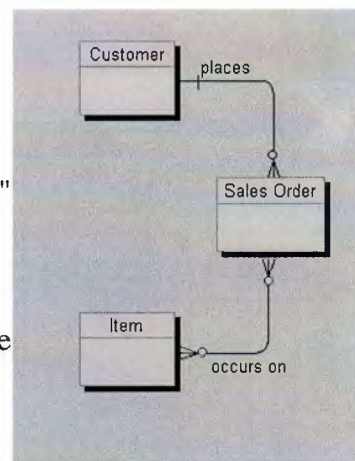 Customer
places
"
Sales Order
Item
e
occurs on